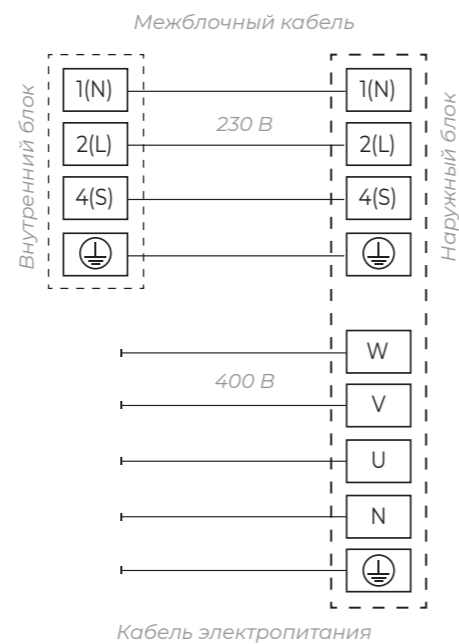 Межблочный кабель
Внутренний блок
Наружный блок
1(N) 1(N)
230 В
2(L) 2(L)
4(S) 4(S)
W
400 В
V
U
N
Кабель электропитания